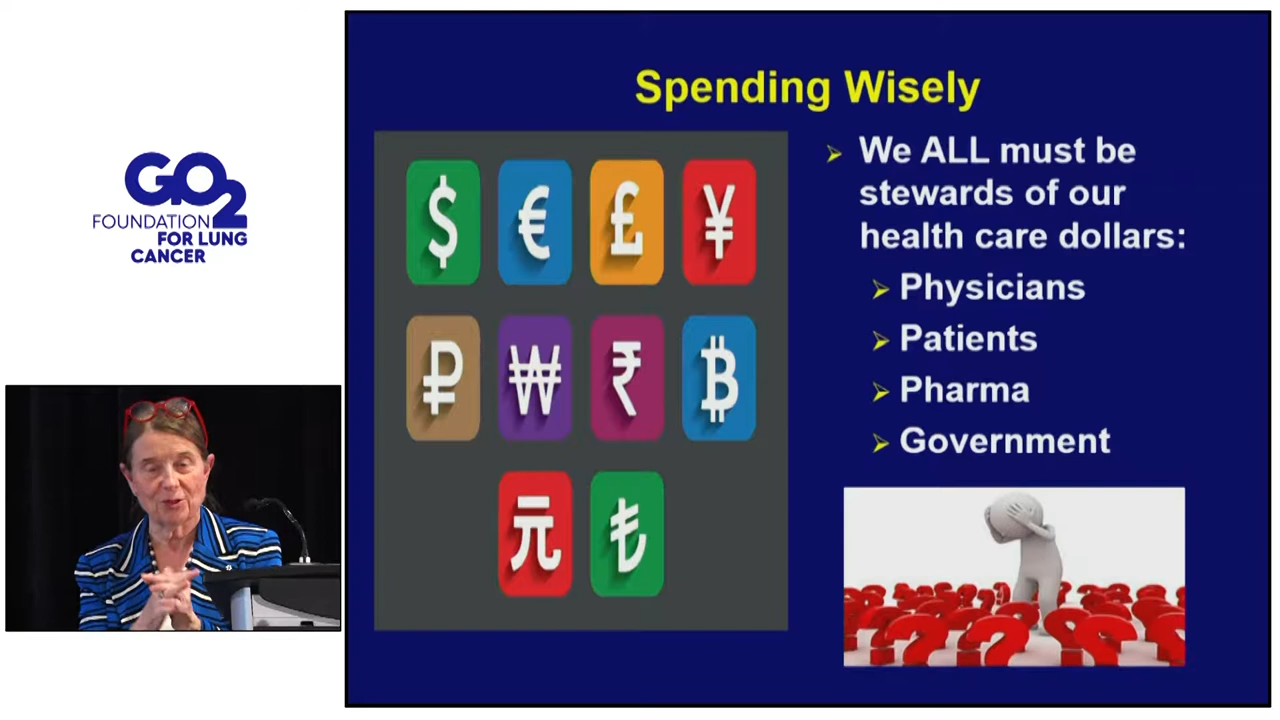 GO2
FOUNDATION
FOR LUNG
CANCER
Spending Wisely
$ € £ ¥
₽ ₩ ₹ ₿
元 ₺
➢ We ALL must be
stewards of our
health care dollars:
➢ Physicians
➢ Patients
➢ Pharma
➢ Government
? ? ? ?